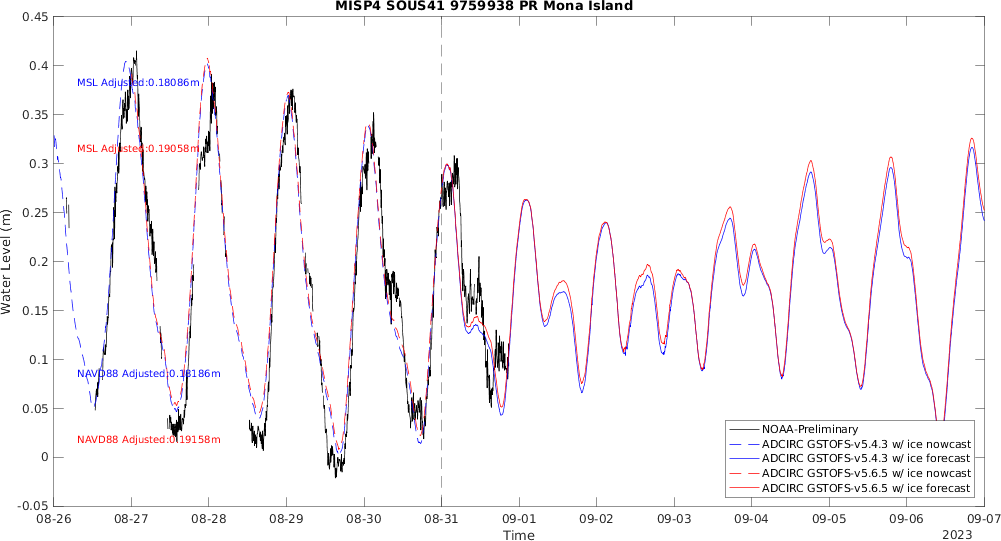 MISP4 SOUS41 9759938 PR Mona Island
Water Level (m)
0.45
0.4
0.35
0.3
0.25
0.2
0.15
0.1
0.05
0
-0.05
MSL Adjusted:0.18086m
MSL Adjusted:0.19058m
NAVD88 Adjusted:0.18186m
NAVD88 Adjusted:0.19158m
NOAA-Preliminary
ADCIRC GSTOFS-v5.4.3 w/ ice nowcast
ADCIRC GSTOFS-v5.4.3 w/ ice forecast
ADCIRC GSTOFS-v5.6.5 w/ ice nowcast
ADCIRC GSTOFS-v5.6.5 w/ ice forecast
08-26 08-27 08-28 08-29 08-30 08-31 09-01 09-02 09-03 09-04 09-05 09-06 09-07
Time
2023